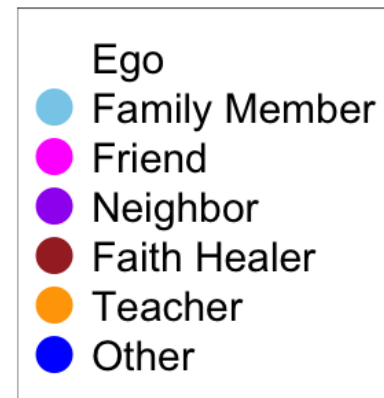 Ego
Family Member
Friend
Neighbor
Faith Healer
Teacher
Other